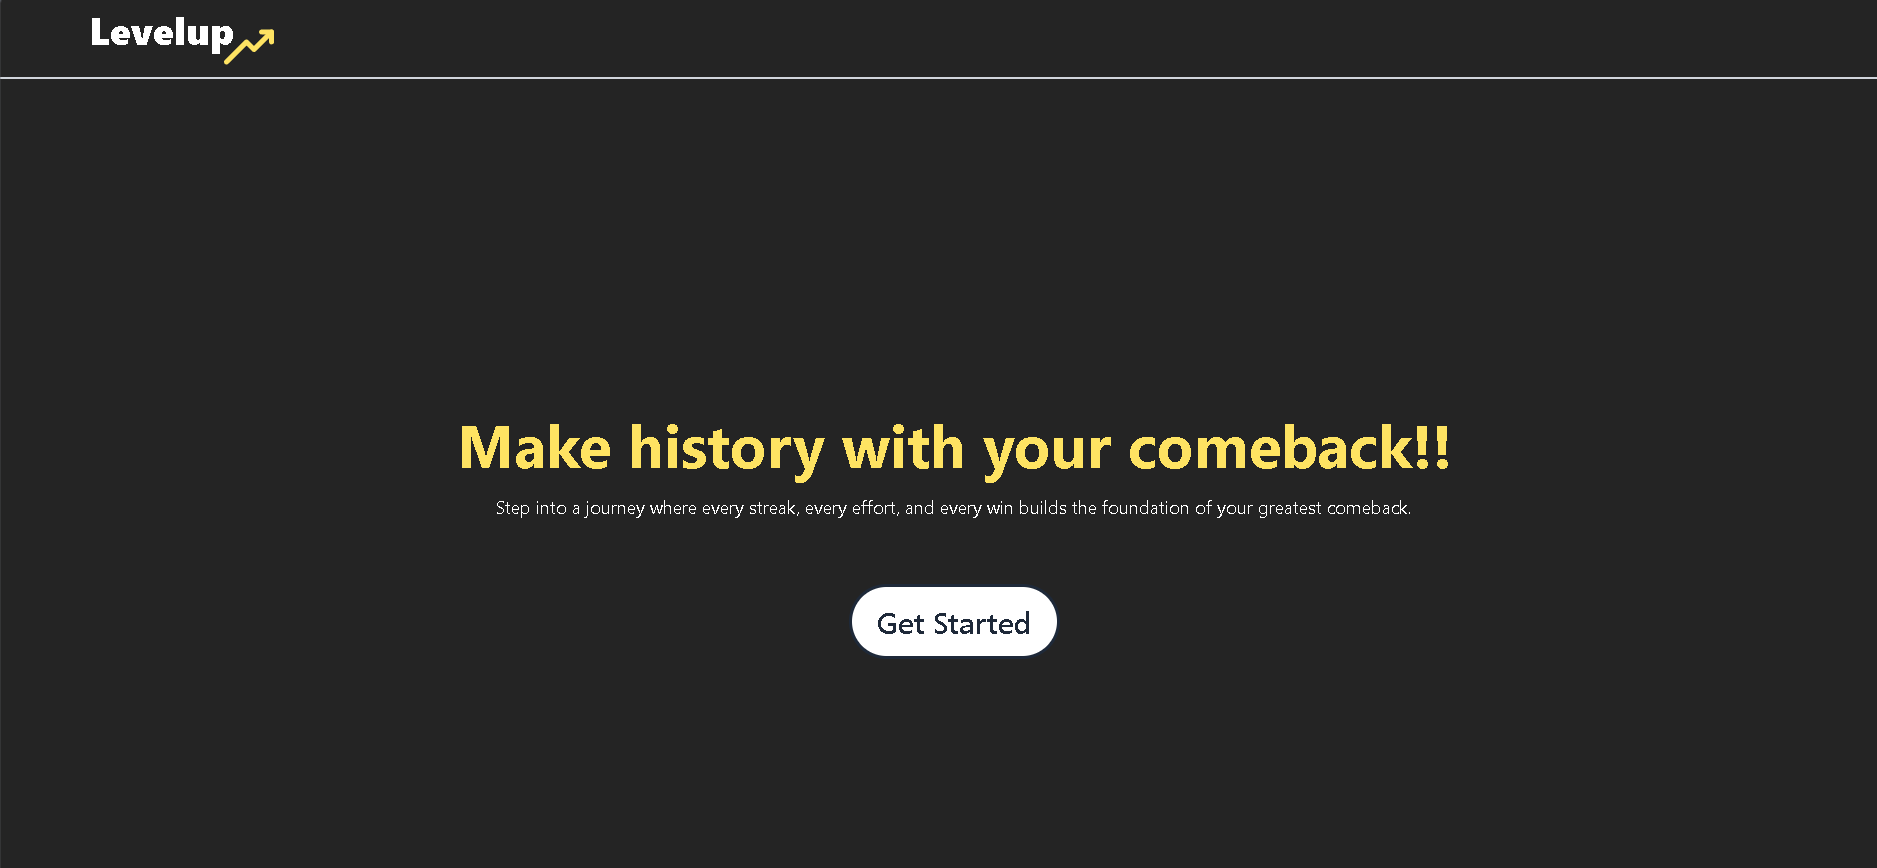 Levelup
Make history with your comeback!!
Step into a journey where every streak, every effort, and every win builds the foundation of your greatest comeback.
Get Started